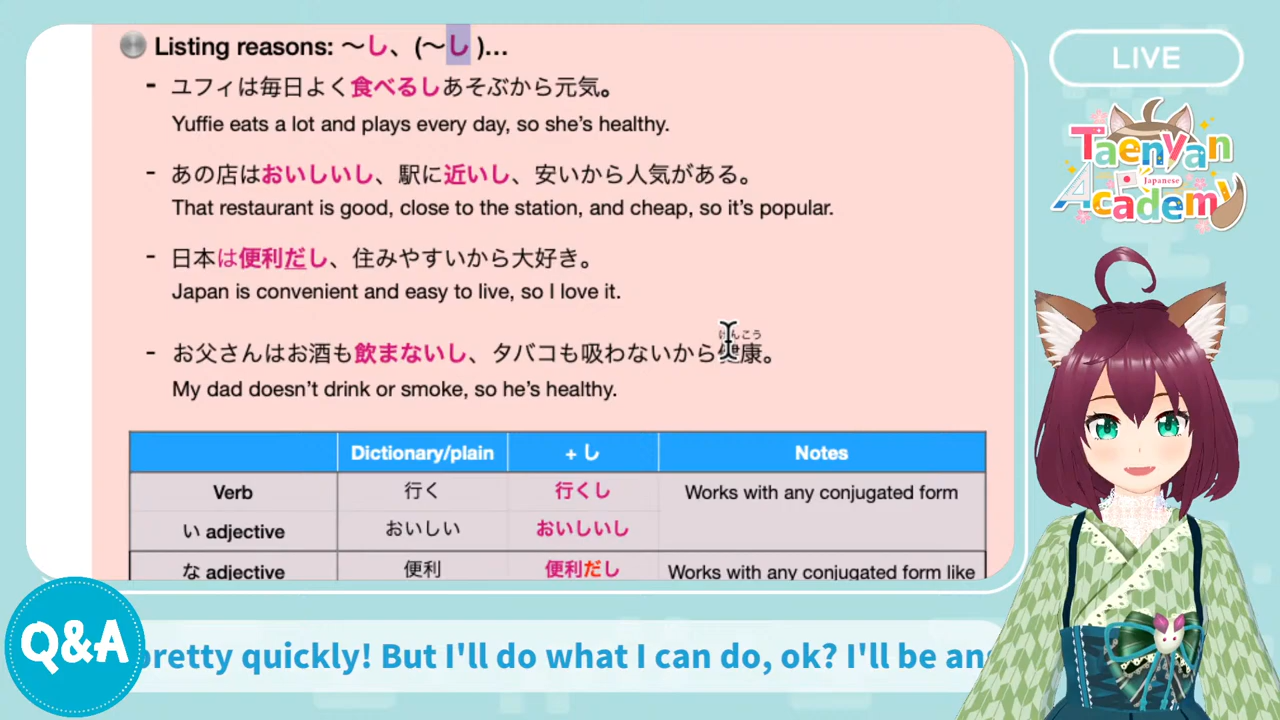 Listing reasons: 〜し、(〜し )…
- ユフィは毎日よく食べるしあそぶから元気。
Yuffie eats a lot and plays every day, so she’s healthy.
- あの店はおいしいし、駅に近いし、安いから人気がある。
That restaurant is good, close to the station, and cheap, so it’s popular.
- 日本は便利だし、住みやすいから大好き。
Japan is convenient and easy to live, so I love it.
- お父さんはお酒も飲まないし、タバコも吸わないから健康。
けんこう
My dad doesn’t drink or smoke, so he’s healthy.
Dictionary/plain + し Notes
Verb 行く 行くし Works with any conjugated form
い adjective おいしい おいしいし
な adjective 便利 便利だし Works with any conjugated form like
LIVE
Taenyan
Japanese
Academy
Q&A
pretty quickly! But I'll do what I can do, ok? I'll be